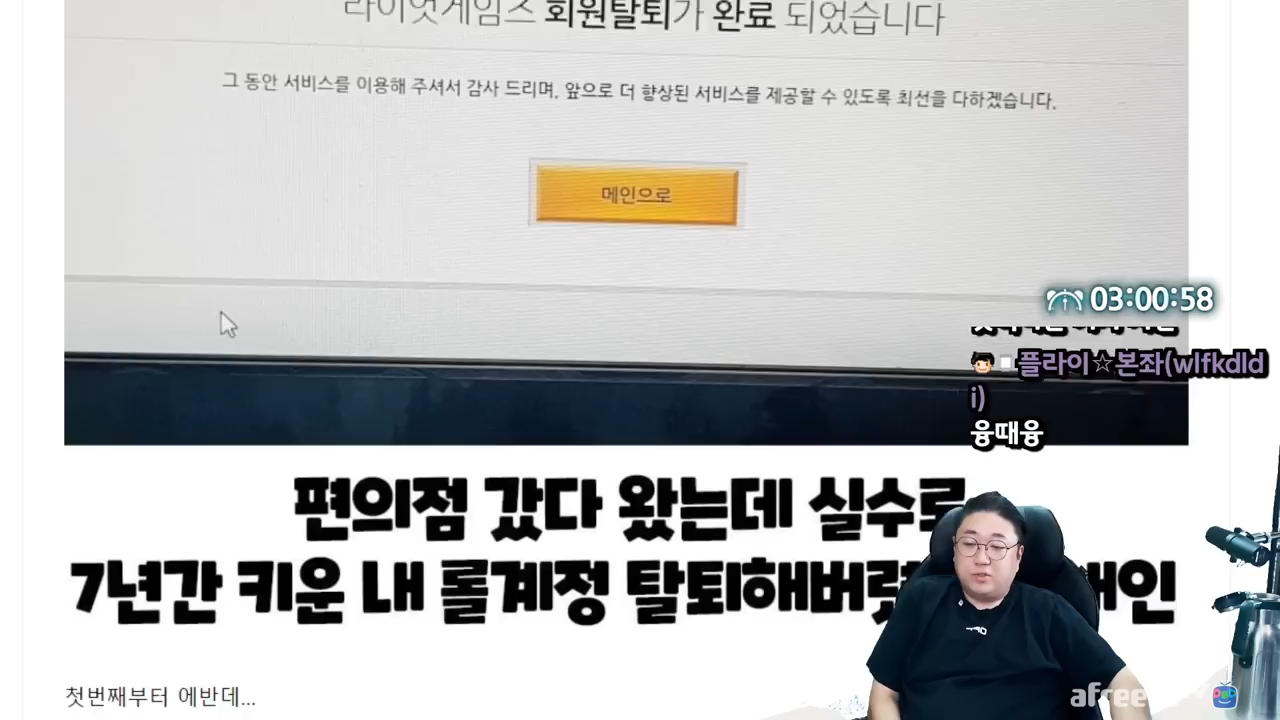 라이엇게임즈 회원탈퇴가 완료 되었습니다
그 동안 서비스를 이용해 주셔서 감사 드리며, 앞으로 더 향상된 서비스를 제공할 수 있도록 최선을 다하겠습니다.
메인으로
03:00:58
플라이☆본좌(wlfkdld
i)
융때융
편의점 갔다 왔는데 실수로
7년간 키운 내 롤계정 탈퇴해버렸
인
첫번째부터 에반데...
afree